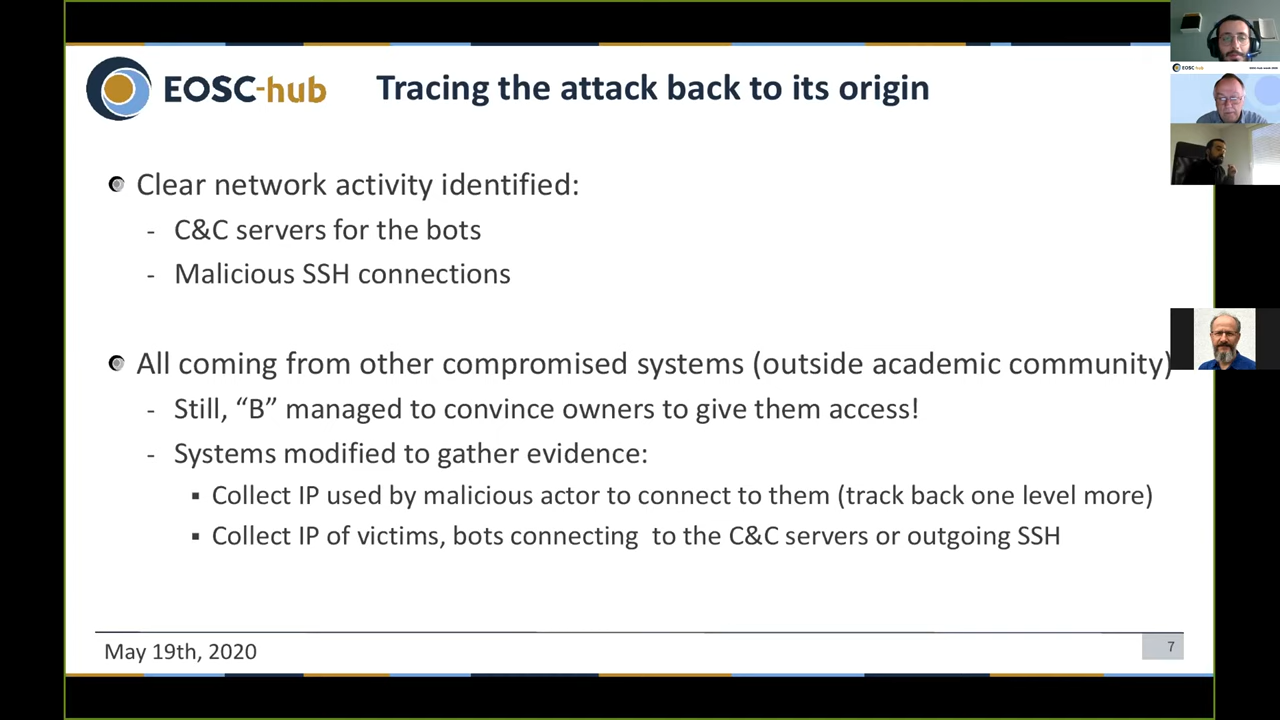 EOSC-hub
Tracing the attack back to its origin
Clear network activity identified:
- C&C servers for the bots
- Malicious SSH connections
All coming from other compromised systems (outside academic community)
- Still, “B” managed to convince owners to give them access!
- Systems modified to gather evidence:
▪ Collect IP used by malicious actor to connect to them (track back one level more)
▪ Collect IP of victims, bots connecting  to the C&C servers or outgoing SSH
May 19th, 2020
7